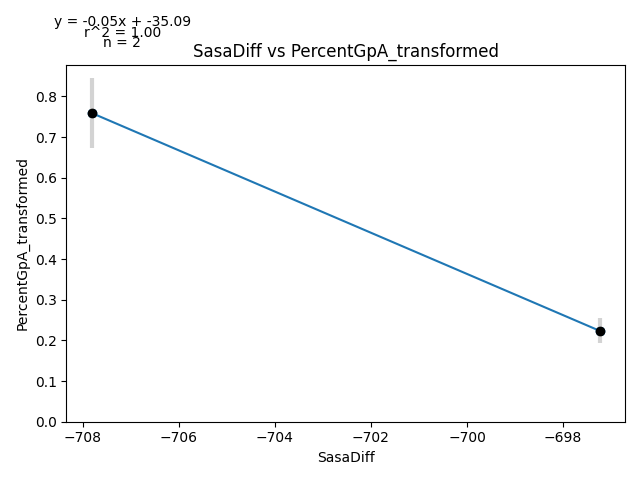 y = -0.05x + -35.09
r^2 = 1.00
n = 2
SasaDiff vs PercentGpA_transformed
PercentGpA_transformed
0.8
0.7
0.6
0.5
0.4
0.3
0.2
0.1
0.0
−708
−706
−704
−702
−700
−698
SasaDiff